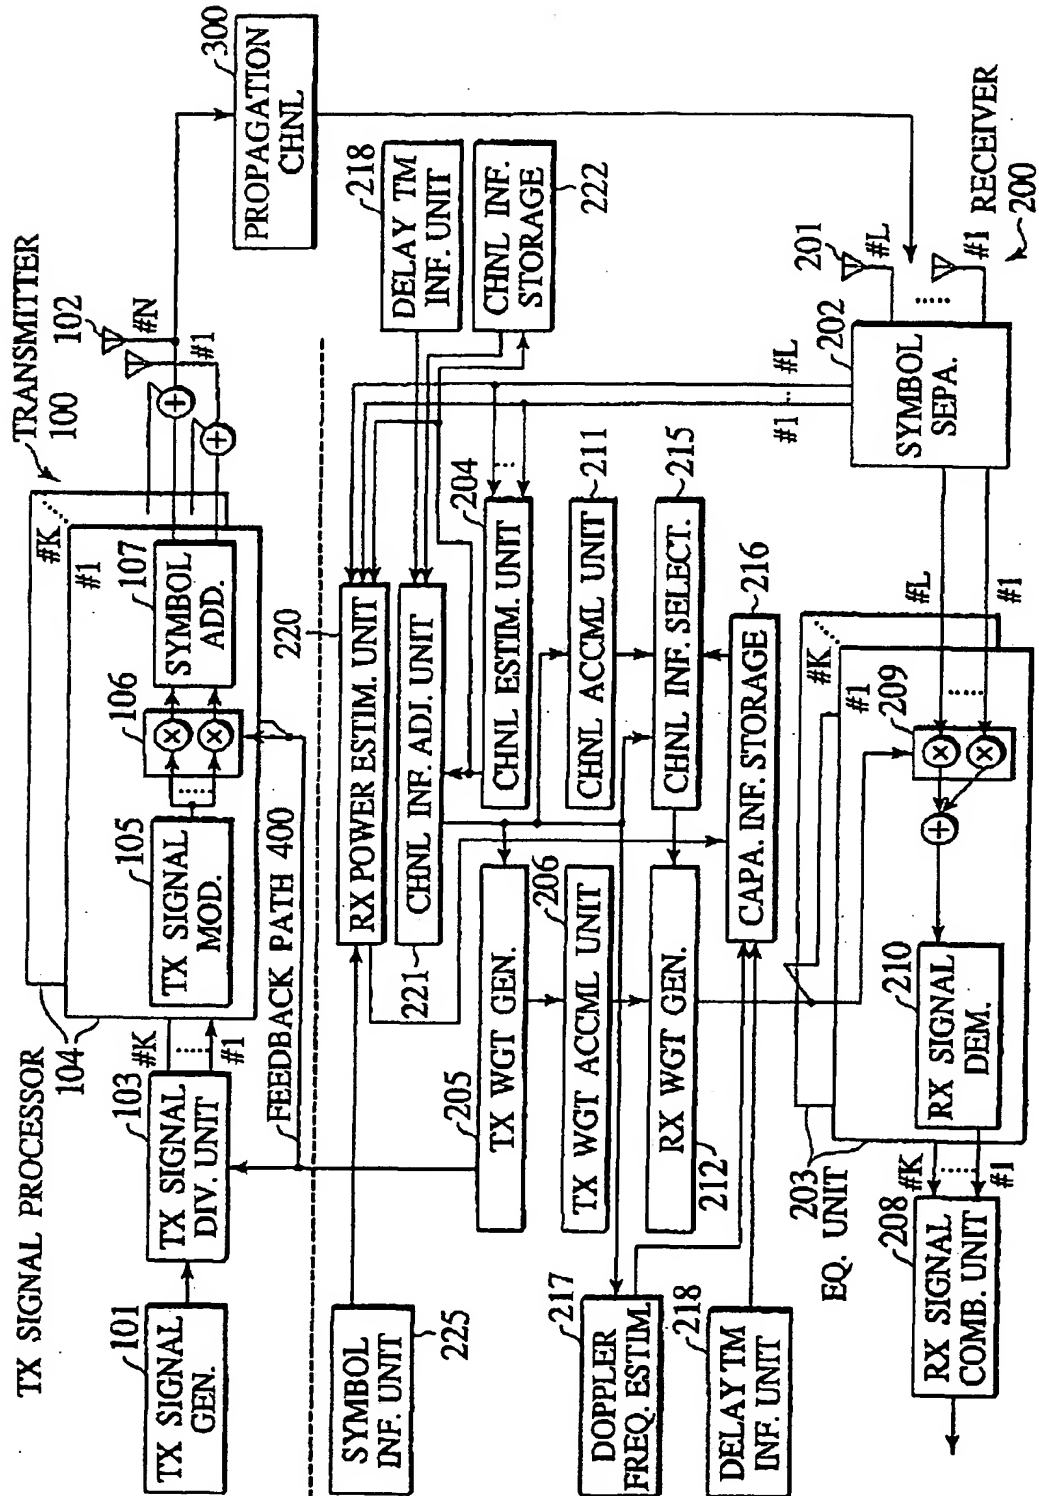 TX SIGNAL PROCESSOR
TRANSMITTER
100
104
#K
#1
101
TX SIGNAL
GEN.
103
TX SIGNAL
DIV. UNIT
#K
#1
105
TX SIGNAL
MOD.
106
107
SYMBOL
ADD.
102
#N
#1
300
PROPAGATION
CHNL
FEEDBACK PATH 400
220
SYMBOL
INF. UNIT
225
RX POWER ESTIM. UNIT
221
CHNL INF. ADJ. UNIT
218
DELAY TM
INF. UNIT
CHNL INF.
STORAGE
222
205
TX WGT GEN.
204
CHNL ESTIM. UNIT
206
TX WGT ACCML UNIT
211
CHNL ACCML UNIT
212
RX WGT GEN.
215
CHNL INF. SELECT.
216
CAPA. INF. STORAGE
217
DOPPLER
FREQ. ESTIM.
218
DELAY TM
INF. UNIT
#1
#L
201
#L
#1
202
SYMBOL
SEPA.
RECEIVER
200
#L
#1
EQ. UNIT
203
#K
#1
209
210
RX SIGNAL
DEM.
#K
#1
208
RX SIGNAL
COMB. UNIT